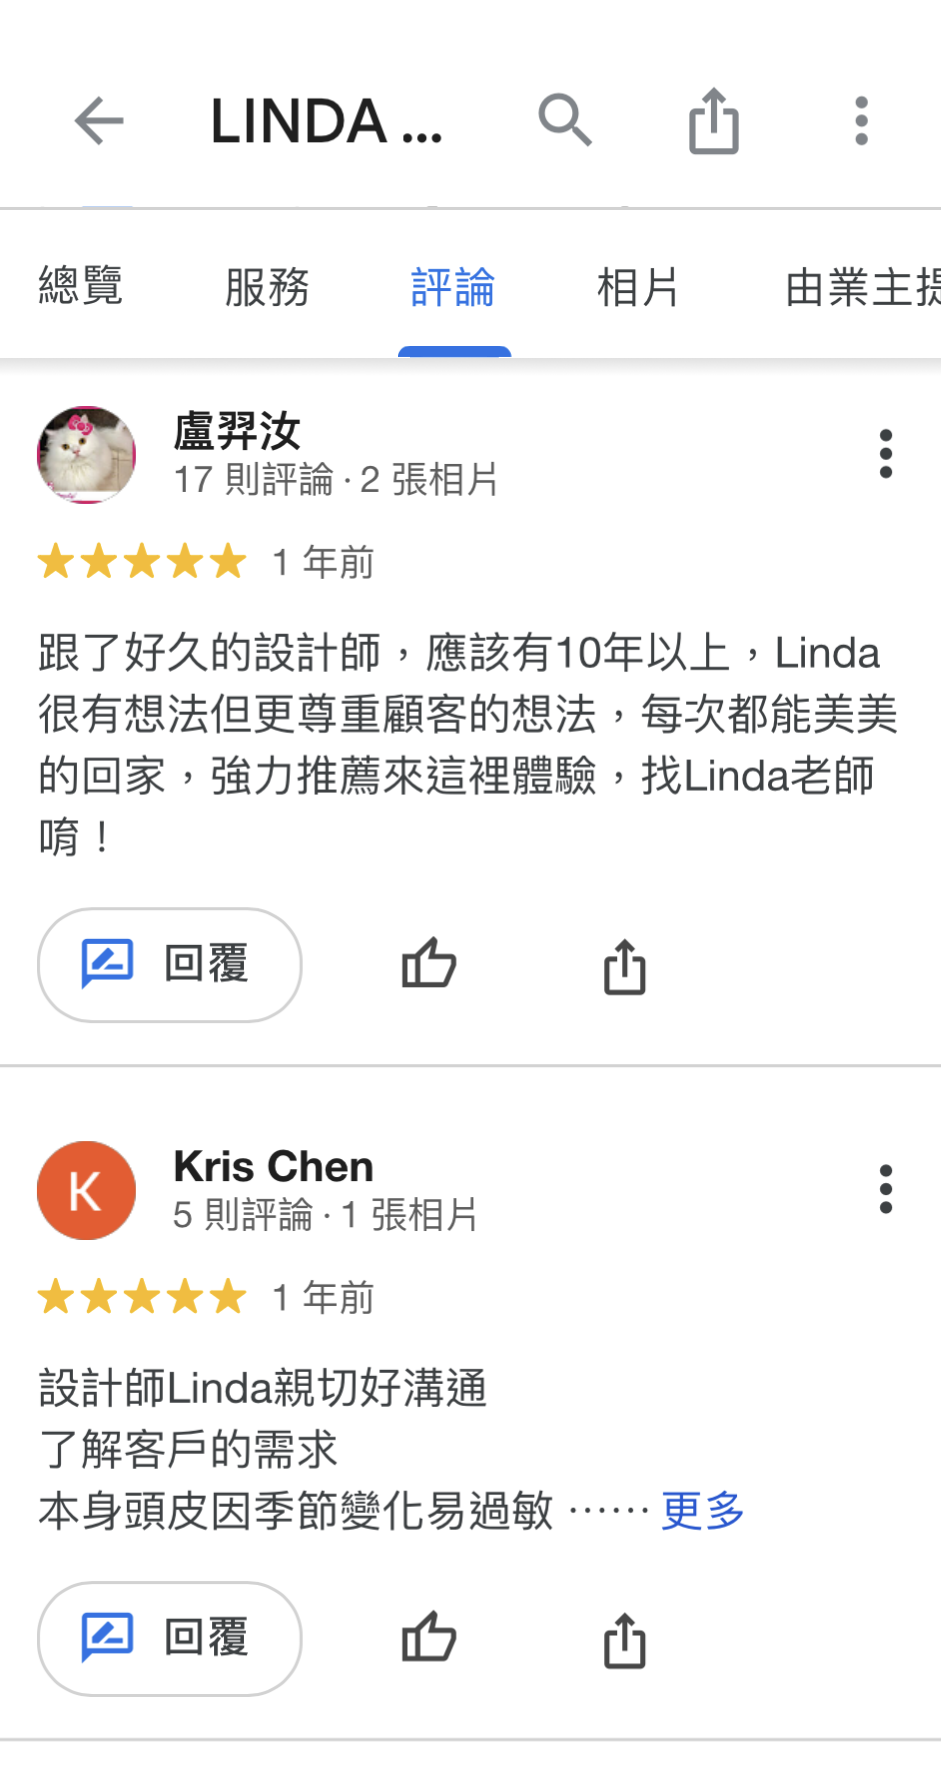 LINDA ...
總覽 服務 評論 相片 由業主提
盧羿汝
17 則評論 · 2 張相片
1 年前
跟了好久的設計師，應該有10年以上，Linda
很有想法但更尊重顧客的想法，每次都能美美
的回家，強力推薦來這裡體驗，找Linda老師
唷！
回覆
K
Kris Chen
5 則評論 · 1 張相片
1 年前
設計師Linda親切好溝通
了解客戶的需求
本身頭皮因季節變化易過敏 …… 更多
回覆